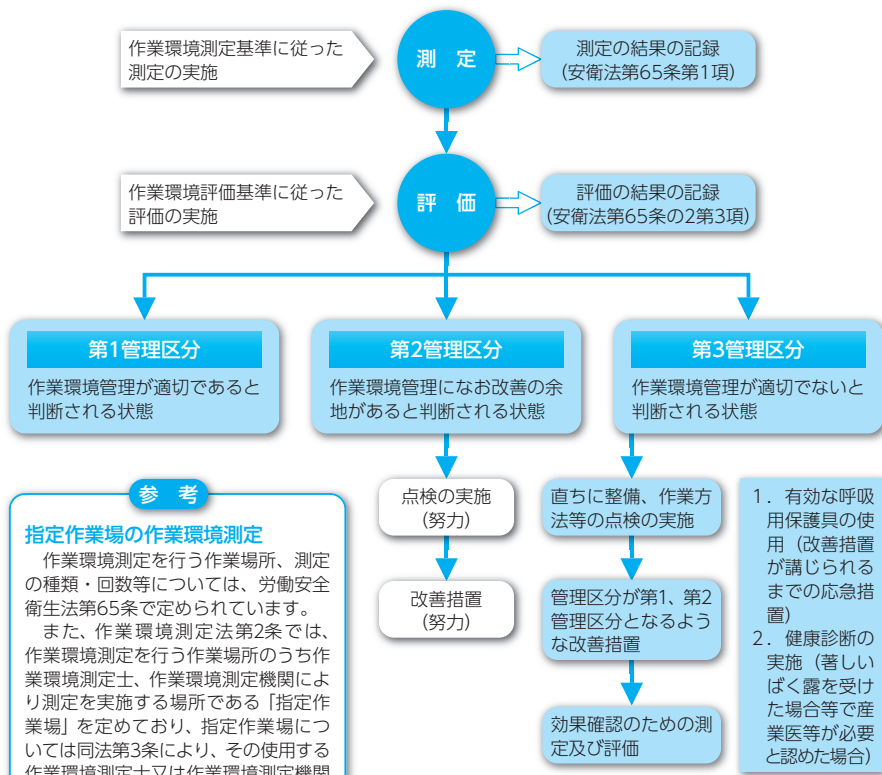 作業環境測定基準に従った
測定の実施
測 定
測定の結果の記録
(安衛法第65条第1項)
作業環境評価基準に従った
評価の実施
評 価
評価の結果の記録
(安衛法第65条の2第3項)
第1管理区分
作業環境管理が適切であると
判断される状態
第2管理区分
作業環境管理になお改善の余
地があると判断される状態
第3管理区分
作業環境管理が適切でないと
判断される状態
点検の実施
(努力)
改善措置
(努力)
直ちに整備、作業方
法等の点検の実施
管理区分が第1、第2
管理区分となるよう
な改善措置
効果確認のための測
定及び評価
1.有効な呼吸
用保護具の使
用(改善措置
が講じられる
までの応急措
置)
2.健康診断の
実施(著しい
ばく露を受け
た場合等で産
業医等が必要
と認めた場合)
参 考
指定作業場の作業環境測定
作業環境測定を行う作業場所、測定
の種類・回数等については、労働安全
衛生法第65条で定められています。
また、作業環境測定法第2条では、
作業環境測定を行う作業場所のうち作
業環境測定士、作業環境測定機関によ
り測定を実施する場所である「指定作
業場」を定めており、指定作業場につ
いては同法第3条により、その使用する
作業環境測定士又は作業環境測定機関